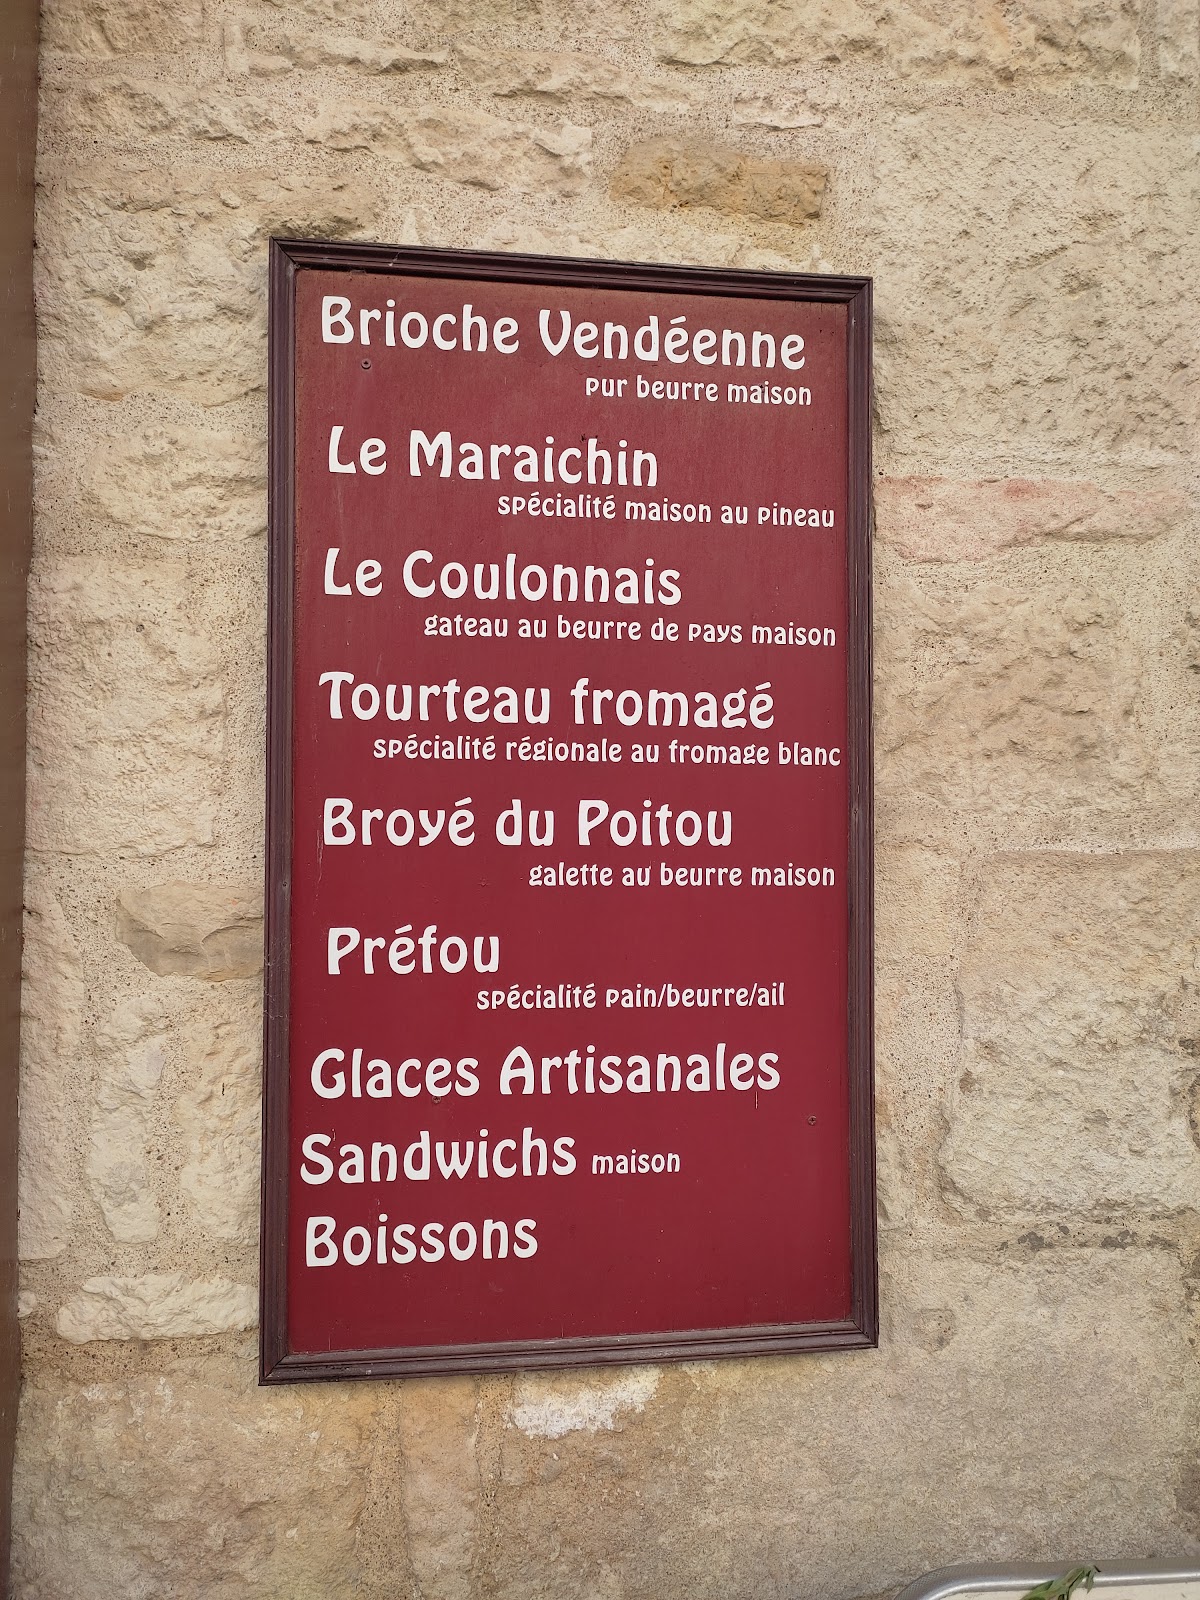 Brioche Vendéenne
pur beurre maison
Le Maraichin
spécialité maison au pineau
Le Coulonnais
gateau au beurre de pays maison
Tourteau fromagé
spécialité régionale au fromage blanc
Broyé du Poitou
galette au beurre maison
Préfou
spécialité pain/beurre/ail
Glaces Artisanales
Sandwichs maison
Boissons